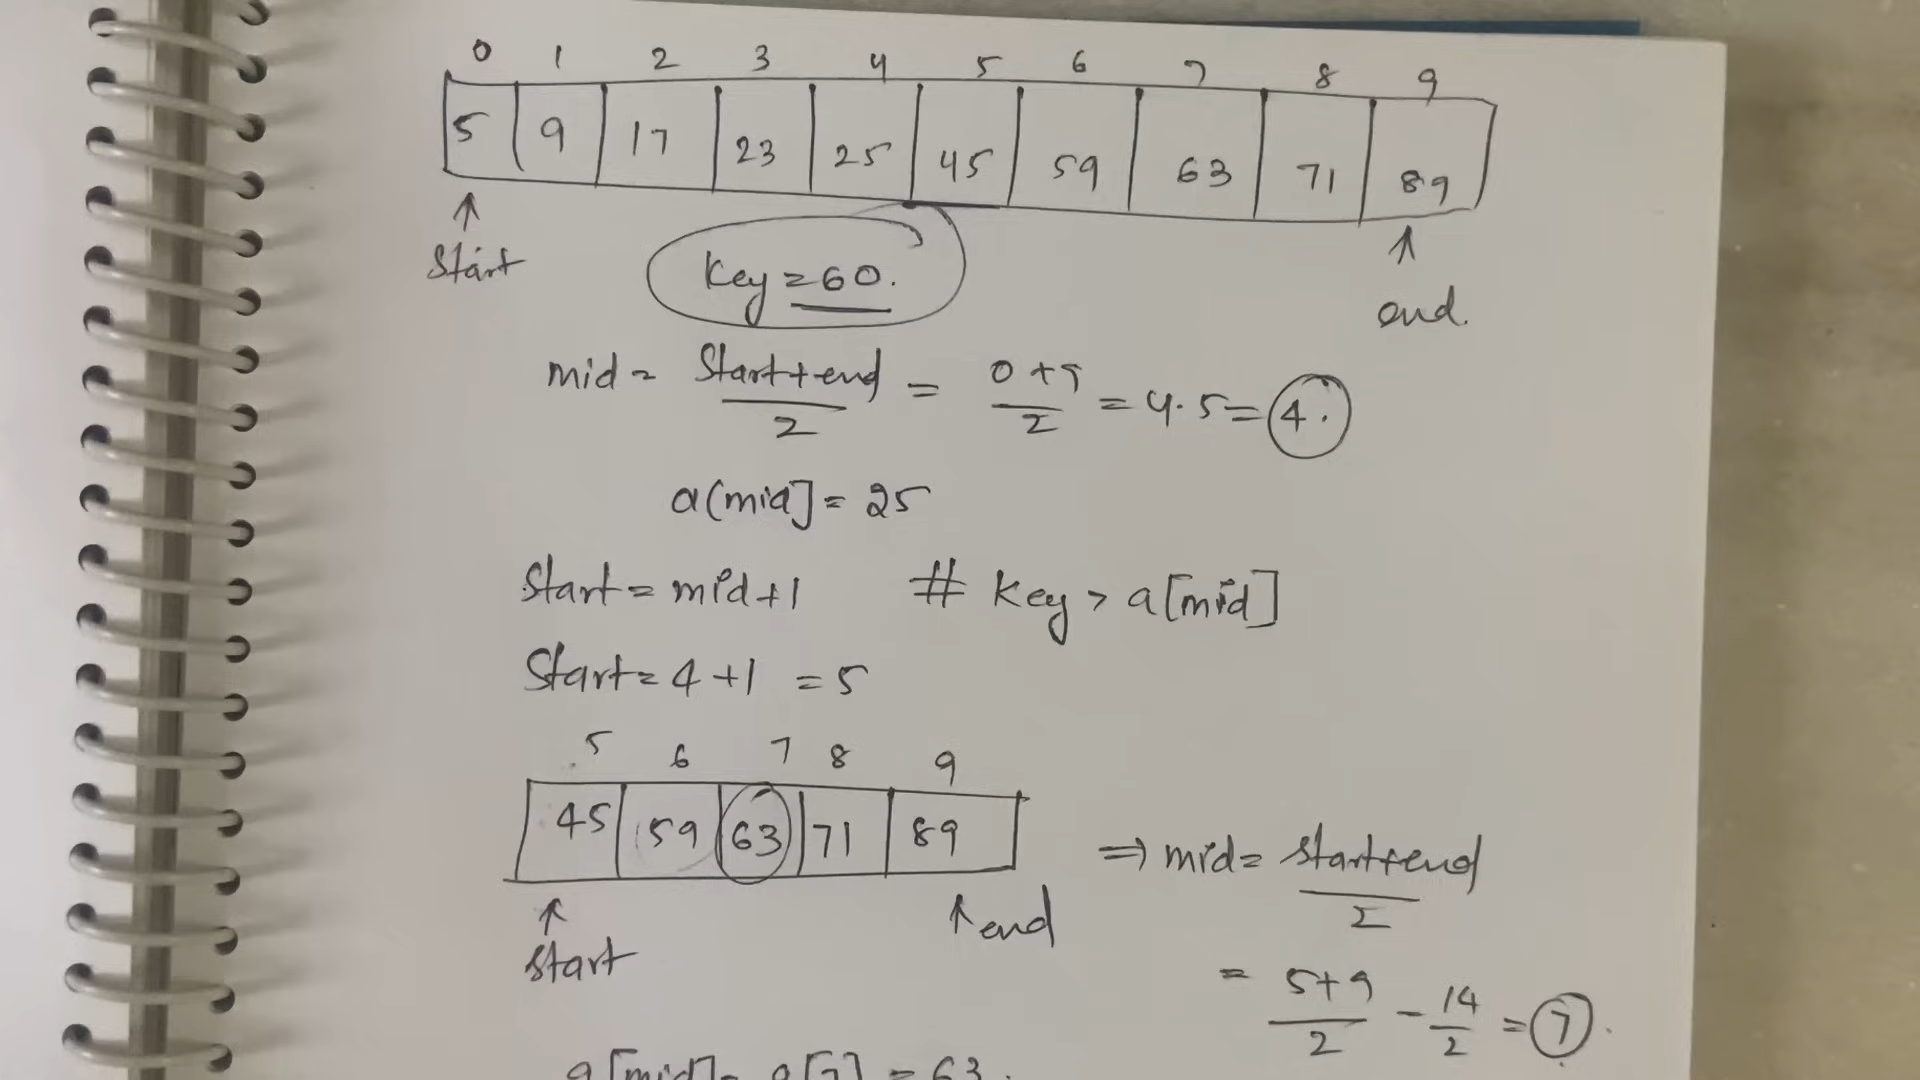 0 1 2 3 4 5 6 7 8 9
5 9 17 23 25 45 59 63 71 89
Start
end.
Key = 60.
mid = Start+end / 2 = 0+9 / 2 = 4.5 = 4.
a[mid] = 25
Start = mid+1 # Key > a[mid]
Start = 4+1 = 5
5 6 7 8 9
45 59 63 71 89
Start
end
⇒ mid = start+end / 2
= 5+9 / 2 - 14 / 2 = 7.
a[mid] = a[7] = 63.